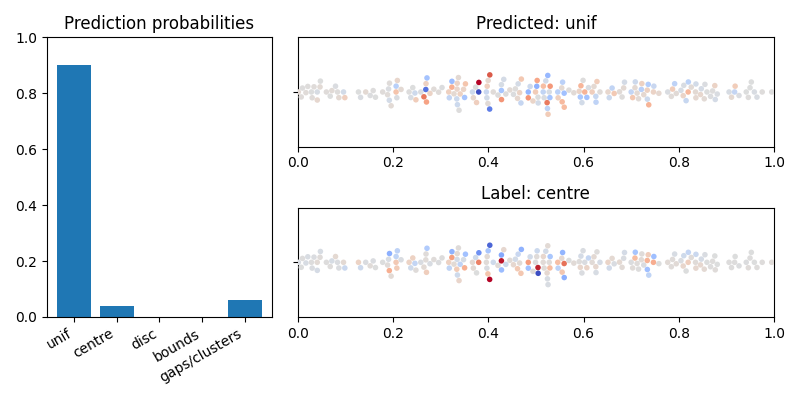 Prediction probabilities
1.0
0.8
0.6
0.4
0.2
0.0
unif
centre
disc
bounds
gaps/clusters
Predicted: unif
0.0 0.2 0.4 0.6 0.8 1.0
Label: centre
0.0 0.2 0.4 0.6 0.8 1.0